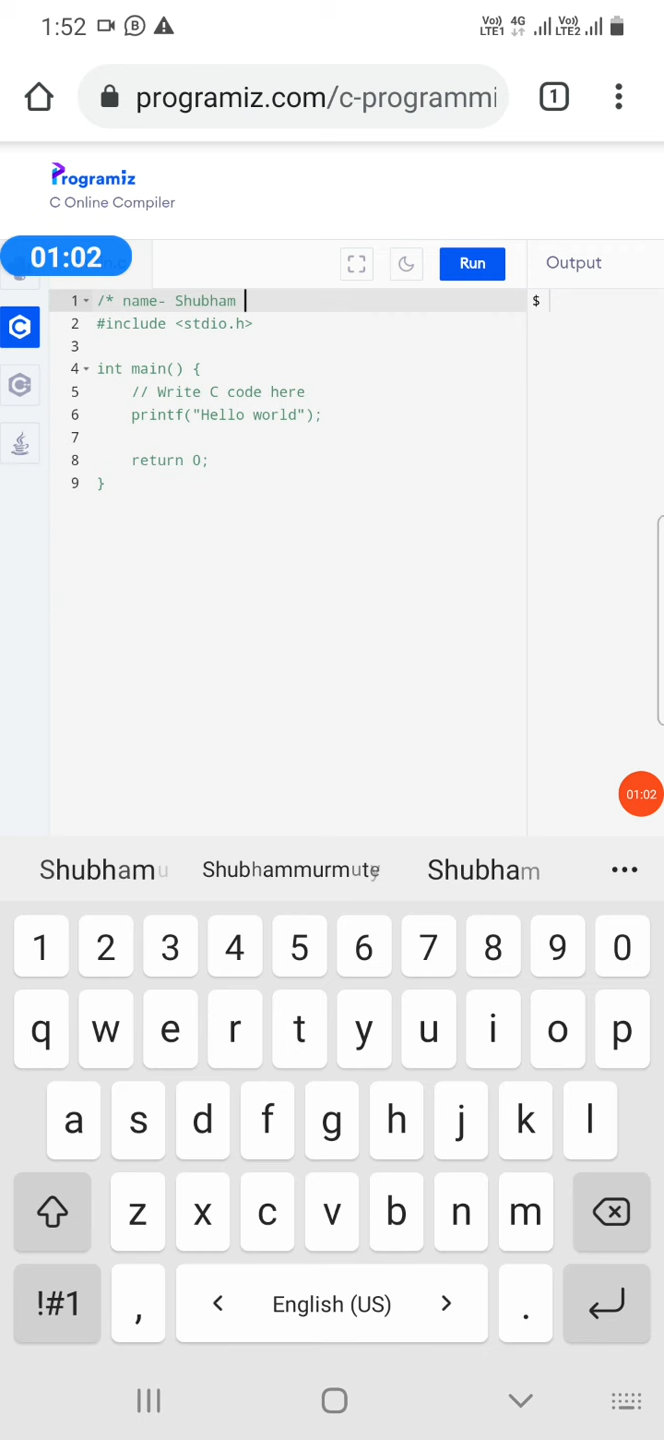 1:52
Vo)) 4G Vo))
LTE1 LTE2
programiz.com/c-programmi
1
Programiz
C Online Compiler
01:02
Run
Output
1 /* name- Shubham
$
2 #include <stdio.h>
3
4 int main() {
5 // Write C code here
6 printf("Hello world");
7
8 return 0;
9 }
01:02
Shubhamu Shubhammurmute Shubham
1 2 3 4 5 6 7 8 9 0
q w e r t y u i o p
a s d f g h j k l
z x c v b n m
!#1 , < English (US) > .